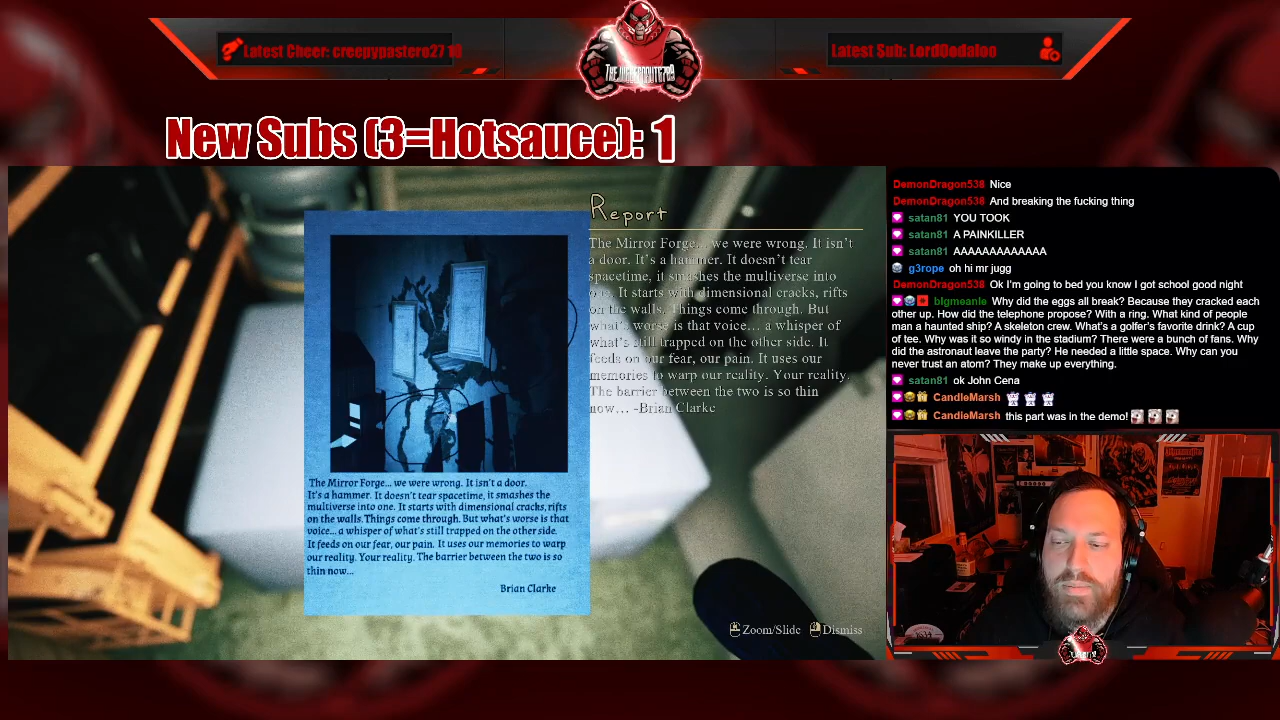 Latest Cheer: creepypastero27 10
Latest Sub: LordOodaloo
New Subs (3=Hotsauce): 1
Report
The Mirror Forge... we were wrong. It isn't
a door. It's a hammer. It doesn't tear
spacetime, it smashes the multiverse into
one. It starts with dimensional cracks, rifts
on the walls. Things come through. But
what's worse is that voice... a whisper of
what's still trapped on the other side. It
feeds on our fear, our pain. It uses our
memories to warp our reality. Your reality.
The barrier between the two is so thin
now... -Brian Clarke
The Mirror Forge... we were wrong. It isn't a door.
It's a hammer. It doesn't tear spacetime, it smashes the
multiverse into one. It starts with dimensional cracks, rifts
on the walls. Things come through. But what's worse is that
voice... a whisper of what's still trapped on the other side.
It feeds on our fear, our pain. It uses our memories to warp
our reality. Your reality. The barrier between the two is so
thin now...
Brian Clarke
Zoom/Slide Dismiss
DemonDragon538 Nice
DemonDragon538 And breaking the fucking thing
satan81 YOU TOOK
satan81 A PAINKILLER
satan81 AAAAAAAAAAAAA
g3rope oh hi mr jugg
DemonDragon538 Ok I'm going to bed you know I got school good night
bigmeanie Why did the eggs all break? Because they cracked each
other up. How did the telephone propose? With a ring. What kind of people
man a haunted ship? A skeleton crew. What's a golfer's favorite drink? A cup
of tee. Why was it so windy in the stadium? There were a bunch of fans. Why
did the astronaut leave the party? He needed a little space. Why can you
never trust an atom? They make up everything.
satan81 ok John Cena
CandleMarsh
CandleMarsh this part was in the demo!